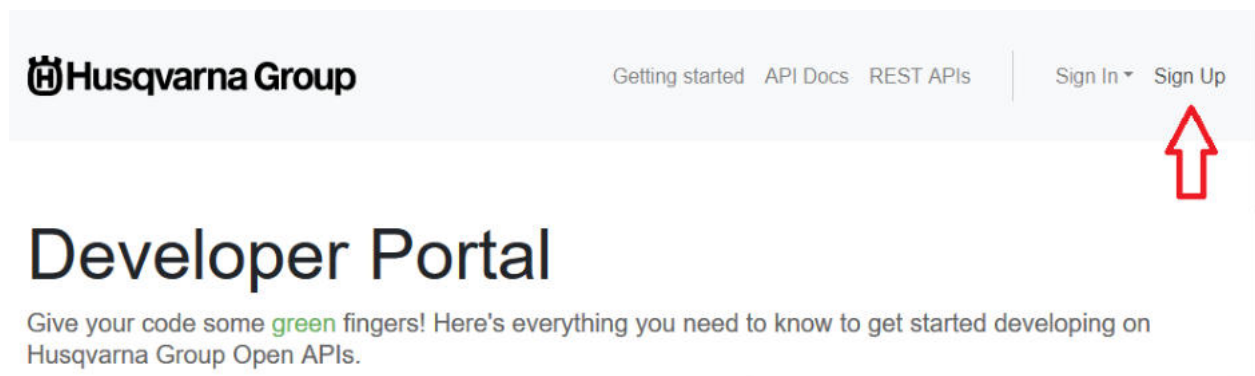 Husqvarna Group
Getting started API Docs REST APIs Sign In Sign Up
Developer Portal
Give your code some green fingers! Here's everything you need to know to get started developing on
Husqvarna Group Open APIs.